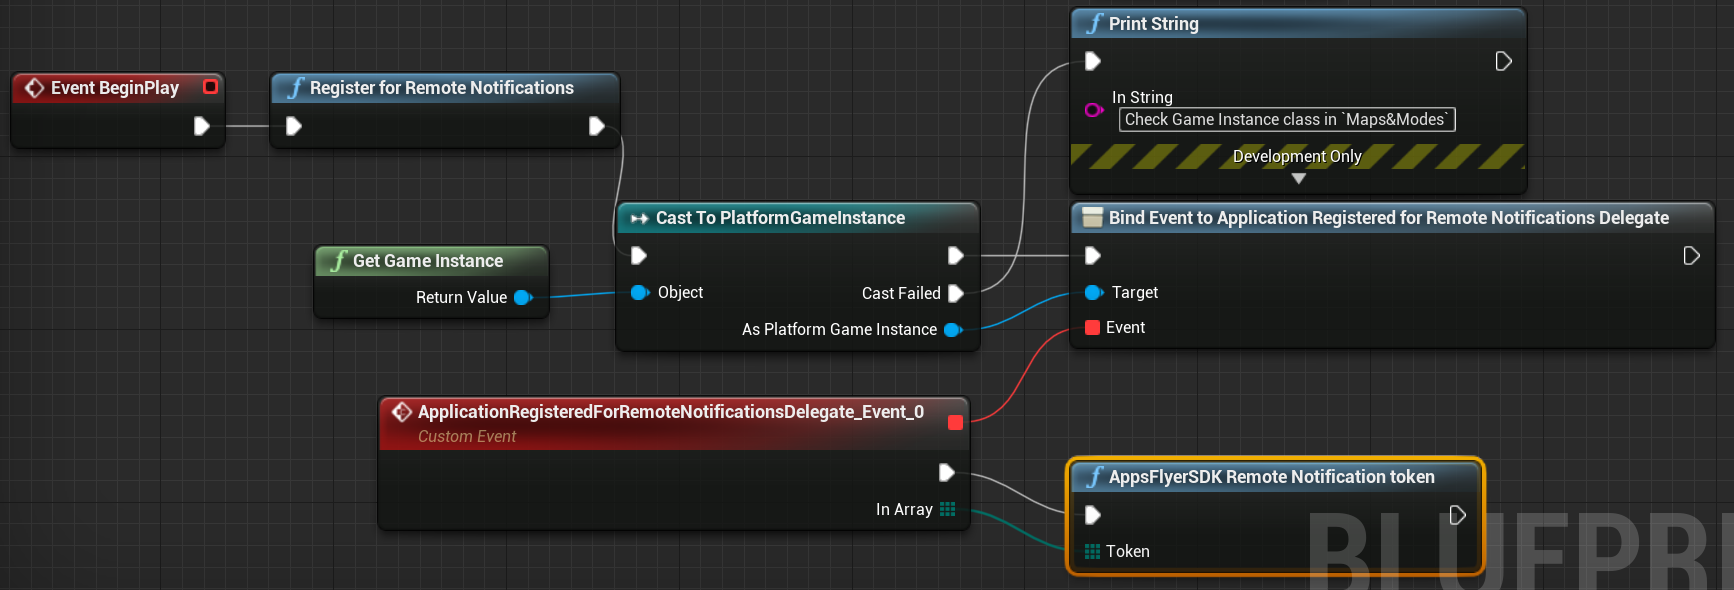 Event BeginPlay
Register for Remote Notifications
Print String
In String
Check Game Instance class in `Maps&Modes`
Development Only
Get Game Instance
Return Value
Cast To PlatformGameInstance
Object
Cast Failed
As Platform Game Instance
Bind Event to Application Registered for Remote Notifications Delegate
Target
Event
ApplicationRegisteredForRemoteNotificationsDelegate_Event_0
Custom Event
In Array
AppsFlyerSDK Remote Notification token
Token
BLUEPRI